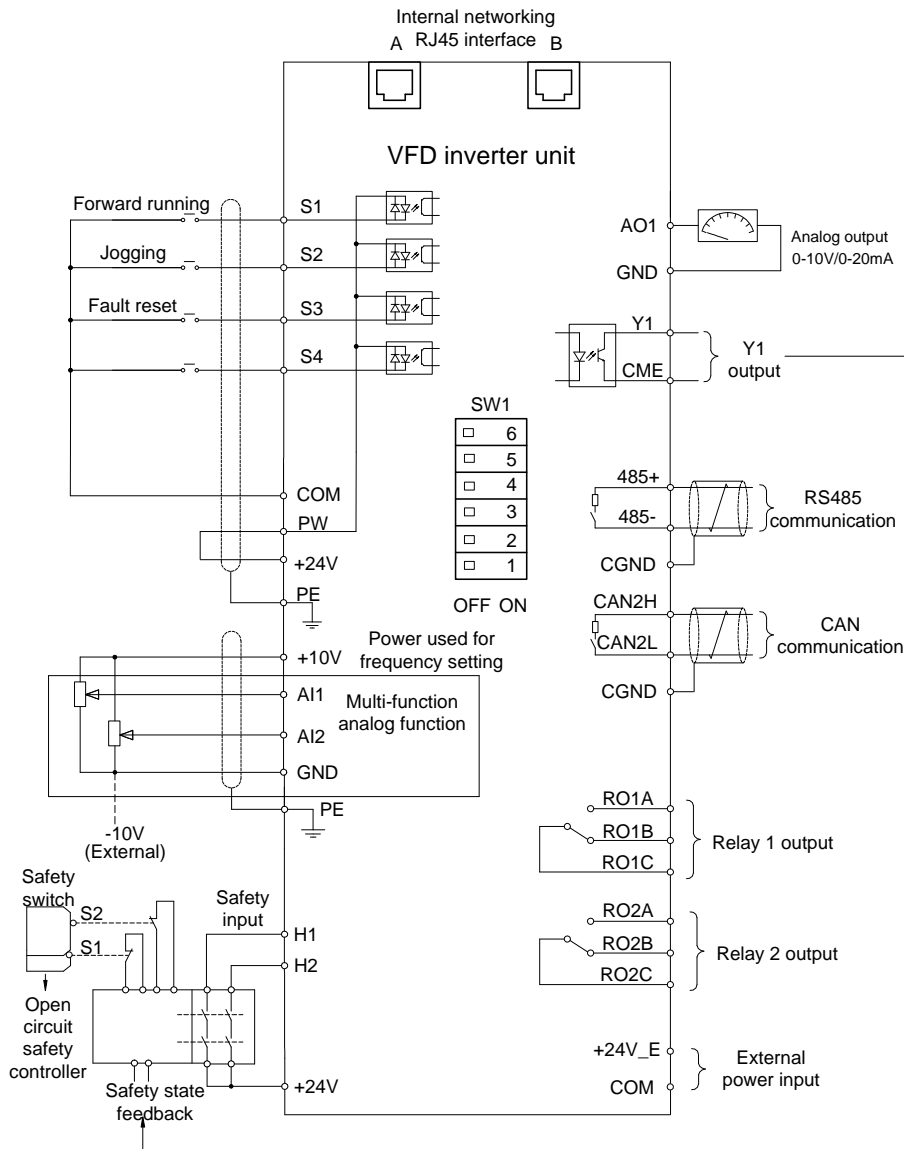 Internal networking
RJ45 interface
A
B
VFD inverter unit
Forward running
S1
Jogging
S2
Fault reset
S3
S4
COM
PW
+24V
PE
SW1
6
5
4
3
2
1
OFF ON
AO1
GND
Analog output
0-10V/0-20mA
Y1
CME
Y1
output
485+
485-
CGND
RS485
communication
CAN2H
CAN2L
CGND
CAN
communication
Power used for
frequency setting
+10V
AI1
Multi-function
analog function
AI2
GND
PE
-10V
(External)
RO1A
RO1B
RO1C
Relay 1 output
RO2A
RO2B
RO2C
Relay 2 output
Safety
switch
S2
S1
Safety
input
H1
H2
Open
circuit
safety
controller
Safety state
feedback
+24V
+24V_E
COM
External
power input